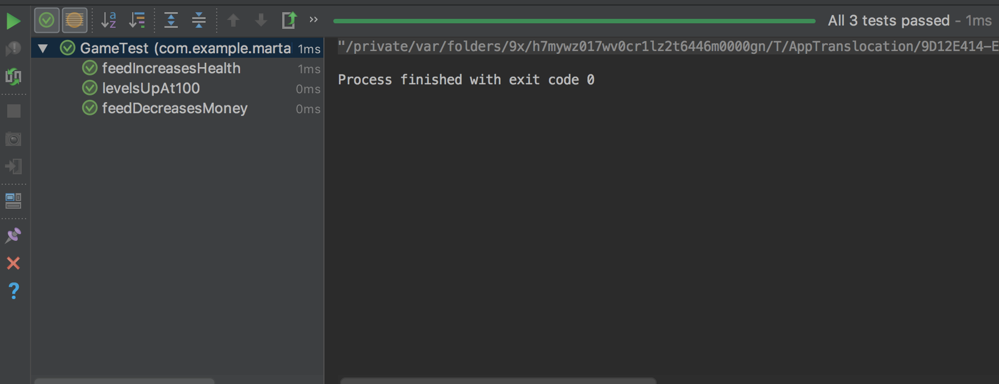 All 3 tests passed - 1ms
GameTest (com.example.marta 1ms
feedIncreasesHealth 1ms
levelsUpAt100 0ms
feedDecreasesMoney 0ms
"/private/var/folders/9x/h7mywz017wv0cr1lz2t6446m0000gn/T/AppTranslocation/9D12E414-E
Process finished with exit code 0